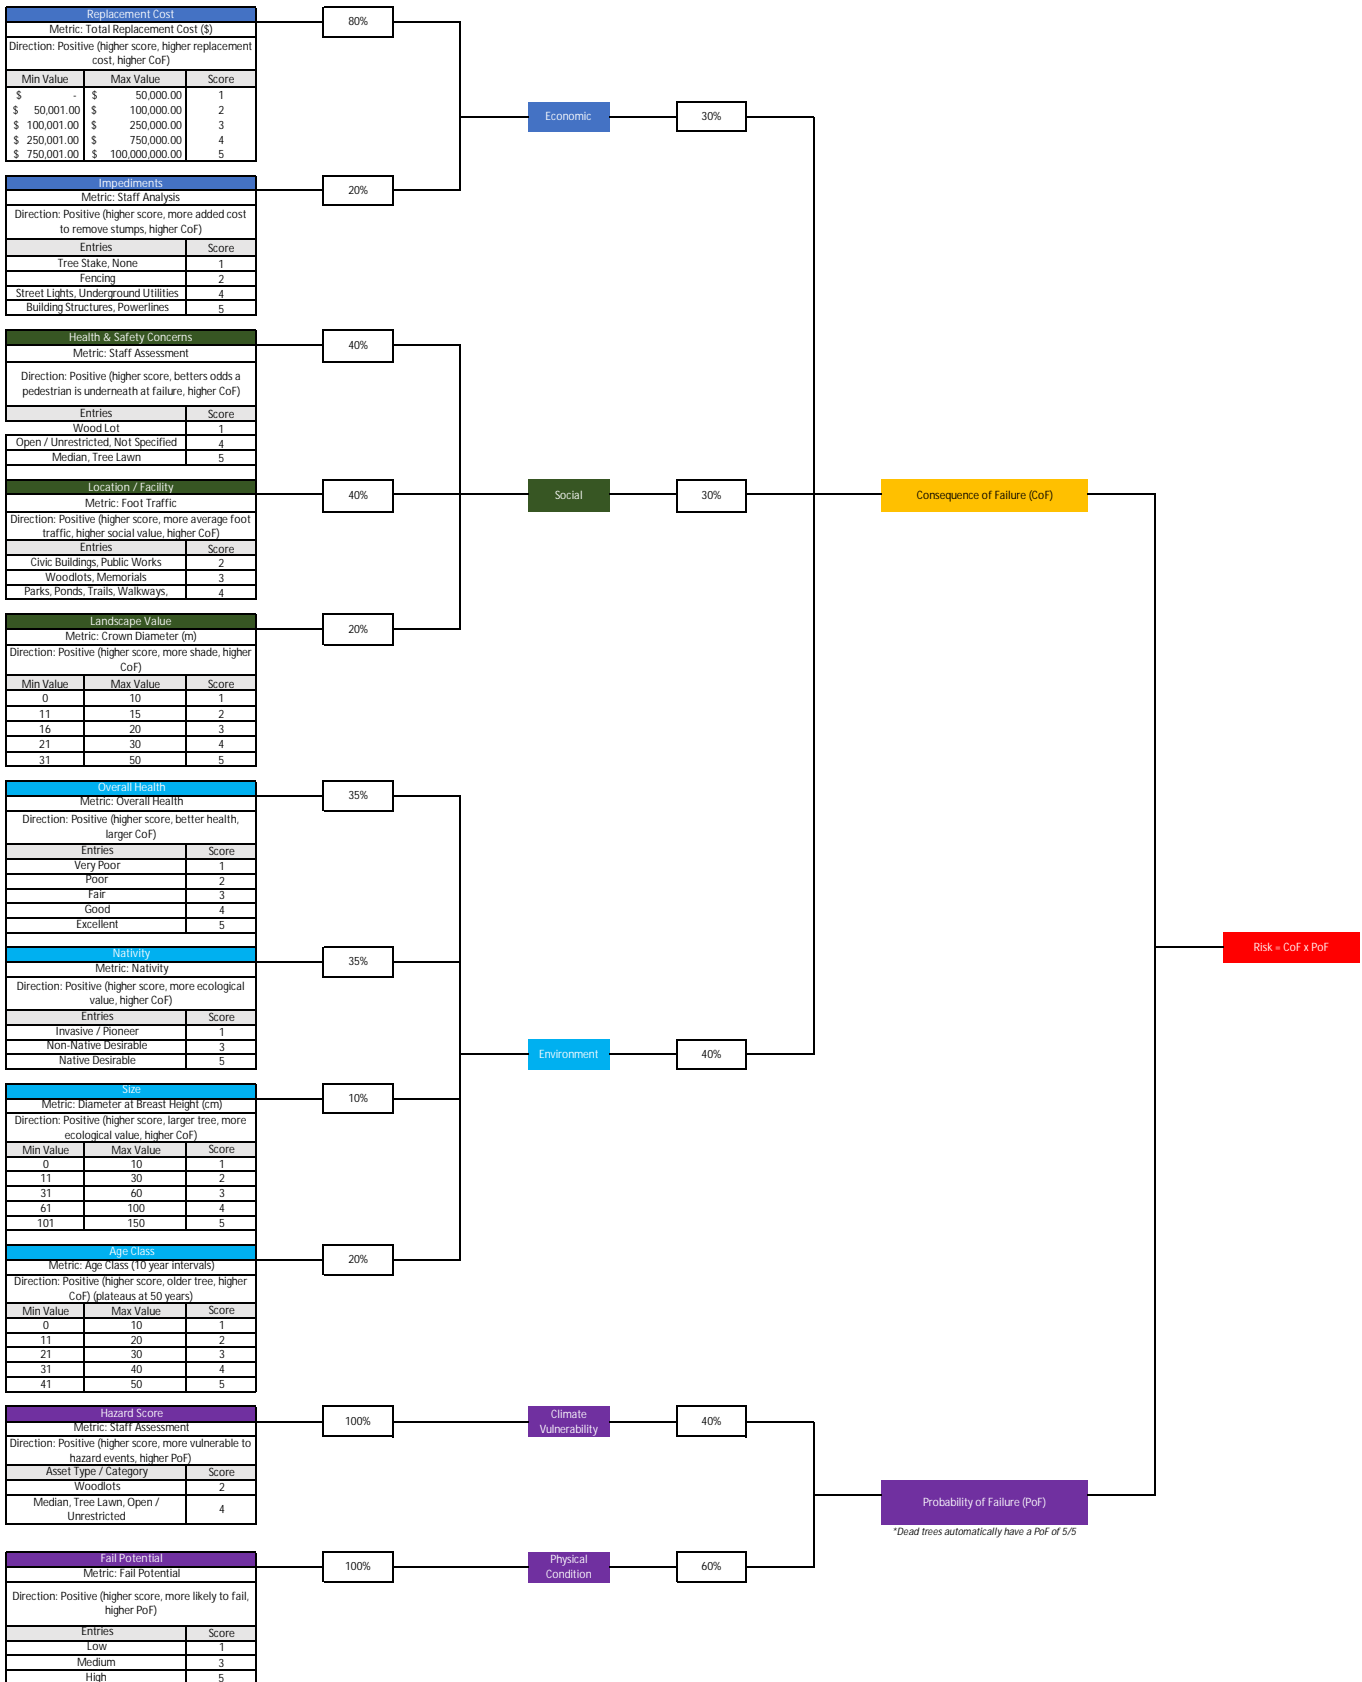 Replacement Cost
Metric: Total Replacement Cost ($)
Direction: Positive (higher score, higher replacement
cost, higher CoF)
Min Value Max Value Score
$ - $ 50,000.00 1
$ 50,001.00 $ 100,000.00 2
$ 100,001.00 $ 250,000.00 3
$ 250,001.00 $ 750,000.00 4
$ 750,001.00 $ 100,000,000.00 5
80%
Economic
30%
Impediments
Metric: Staff Analysis
Direction: Positive (higher score, more added cost
to remove stumps, higher CoF)
Entries Score
Tree Stake, None 1
Fencing 2
Street Lights, Underground Utilities 4
Building Structures, Powerlines 5
20%
Health & Safety Concerns
Metric: Staff Assessment
Direction: Positive (higher score, betters odds a
pedestrian is underneath at failure, higher CoF)
Entries Score
Wood Lot 1
Open / Unrestricted, Not Specified 4
Median, Tree Lawn 5
40%
Location / Facility
Metric: Foot Traffic
Direction: Positive (higher score, more average foot
traffic, higher social value, higher CoF)
Entries Score
Civic Buildings, Public Works 2
Woodlots, Memorials 3
Parks, Ponds, Trails, Walkways, 4
40%
Social
30%
Consequence of Failure (CoF)
Landscape Value
Metric: Crown Diameter (m)
Direction: Positive (higher score, more shade, higher
CoF)
Min Value Max Value Score
0 10 1
11 15 2
16 20 3
21 30 4
31 50 5
20%
Overall Health
Metric: Overall Health
Direction: Positive (higher score, better health,
larger CoF)
Entries Score
Very Poor 1
Poor 2
Fair 3
Good 4
Excellent 5
35%
Nativity
Metric: Nativity
Direction: Positive (higher score, more ecological
value, higher CoF)
Entries Score
Invasive / Pioneer 1
Non-Native Desirable 3
Native Desirable 5
35%
Risk = CoF x PoF
Environment
40%
Size
Metric: Diameter at Breast Height (cm)
Direction: Positive (higher score, larger tree, more
ecological value, higher CoF)
Min Value Max Value Score
0 10 1
11 30 2
31 60 3
61 100 4
101 150 5
10%
Age Class
Metric: Age Class (10 year intervals)
Direction: Positive (higher score, older tree, higher
CoF) (plateaus at 50 years)
Min Value Max Value Score
0 10 1
11 20 2
21 30 3
31 40 4
41 50 5
20%
Hazard Score
Metric: Staff Assessment
Direction: Positive (higher score, more vulnerable to
hazard events, higher PoF)
Asset Type / Category Score
Woodlots 2
Median, Tree Lawn, Open /
Unrestricted 4
100%
Climate
Vulnerability
40%
Probability of Failure (PoF)
*Dead trees automatically have a PoF of 5/5
Fail Potential
Metric: Fail Potential
Direction: Positive (higher score, more likely to fail,
higher PoF)
Entries Score
Low 1
Medium 3
High 5
100%
Physical
Condition
60%